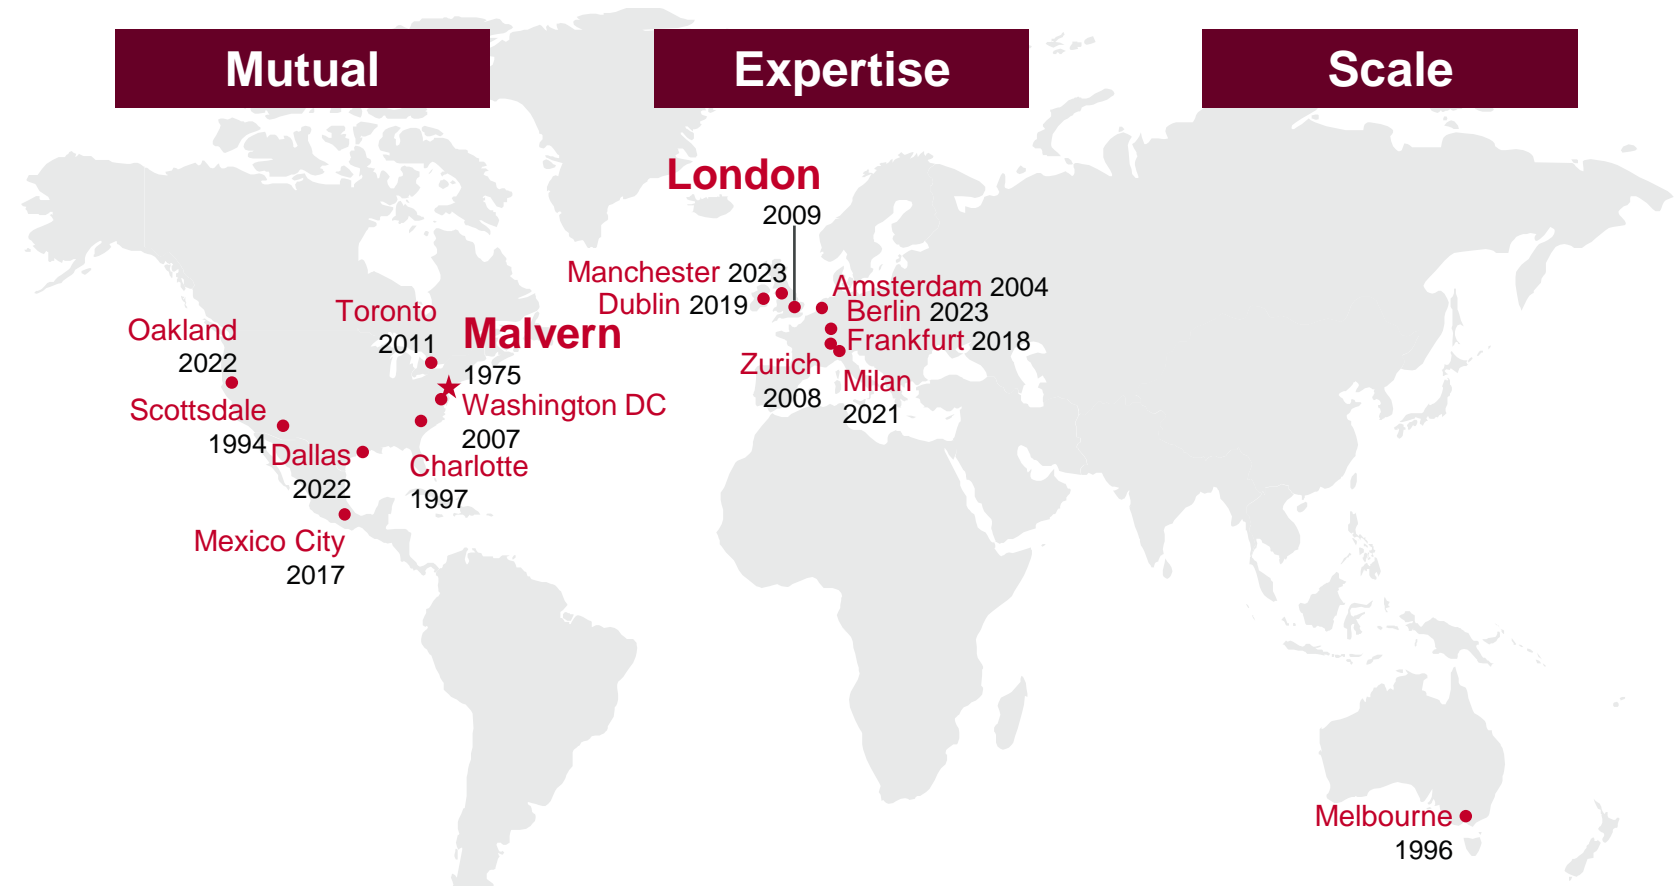 Mutual
Expertise
Scale
London
2009
Manchester 2023
Dublin 2019
Amsterdam 2004
Berlin 2023
Frankfurt 2018
Zurich
2008
Milan
2021
Toronto
2011
Oakland
2022
Malvern
1975
Washington DC
2007
Scottsdale
1994
Dallas
2022
Charlotte
1997
Mexico City
2017
Melbourne
1996